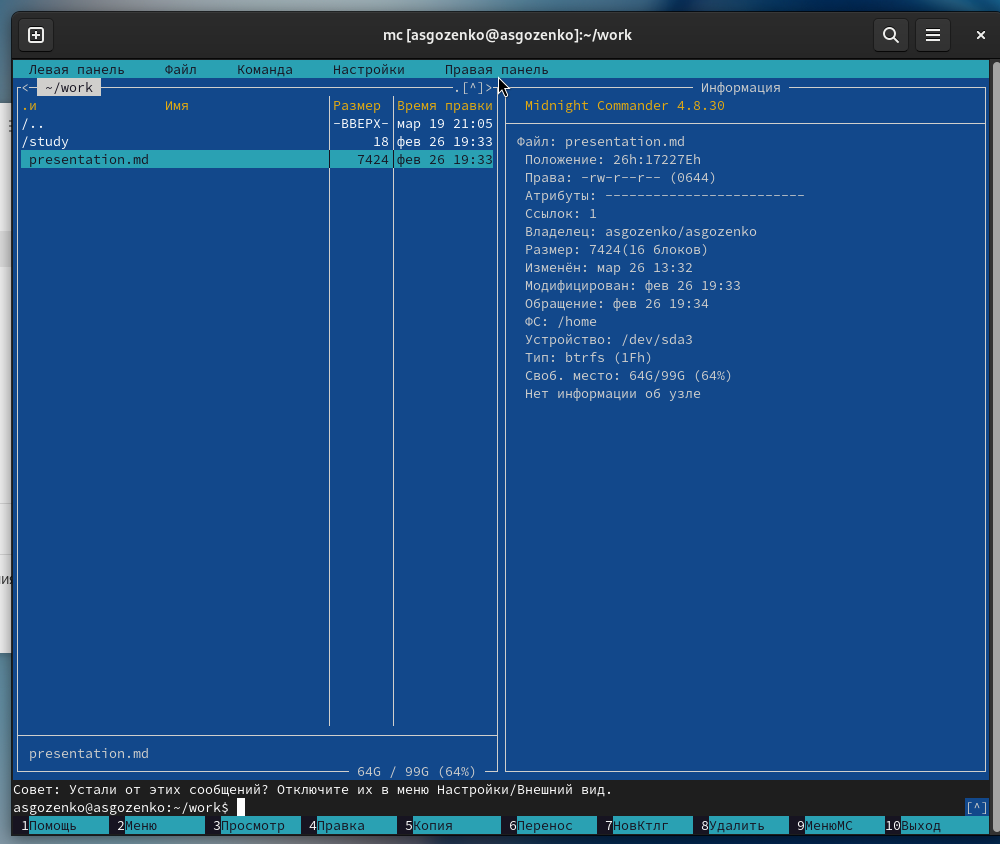 mc [asgozenko@asgozenko]:~/work
Левая панель Файл Команда Настройки Правая панель
<─ ~/work .[^]>
.и Имя Размер Время правки
/.. -ВВЕРХ- мар 19 21:05
/study 18 фев 26 19:33
presentation.md 7424 фев 26 19:33
presentation.md
64G / 99G (64%)
Информация
Midnight Commander 4.8.30
Файл: presentation.md
Положение: 26h:17227Eh
Права: -rw-r--r-- (0644)
Атрибуты: -------------------------
Ссылок: 1
Владелец: asgozenko/asgozenko
Размер: 7424(16 блоков)
Изменён: мар 26 13:32
Модифицирован: фев 26 19:33
Обращение: фев 26 19:34
ФС: /home
Устройство: /dev/sda3
Тип: btrfs (1Fh)
Своб. место: 64G/99G (64%)
Нет информации об узле
Совет: Устали от этих сообщений? Отключите их в меню Настройки/Внешний вид.
asgozenko@asgozenko:~/work$ [^]
1Помощь 2Меню 3Просмотр 4Правка 5Копия 6Перенос 7НовКтлг 8Удалить 9МенюМС 10Выход